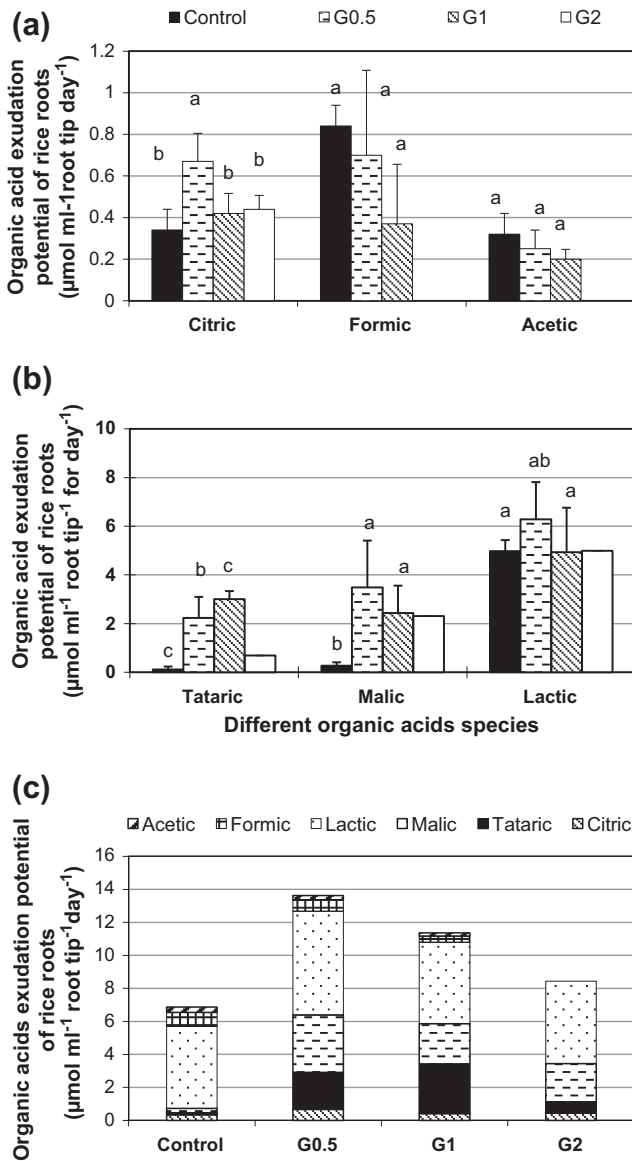 (a)
Control G0.5 G1 G2
Organic acid exudation
potential of rice roots
(µmol ml-1root tip day⁻¹)
1.2
1
0.8
0.6
0.4
0.2
0
b a b b
a a a
a a a
Citric Formic Acetic
(b)
Organic acid exudation
potential of rice roots
(µmol ml⁻¹ root tip⁻¹ for day⁻¹)
10
8
6
4
2
0
c b c
b a a
a ab a
Tataric Malic Lactic
Different organic acids species
(c)
Acetic Formic Lactic Malic Tataric Citric
Organic acids exudation potential
of rice roots
(µmol ml⁻¹ root tip⁻¹day⁻¹)
16
14
12
10
8
6
4
2
0
Control G0.5 G1 G2